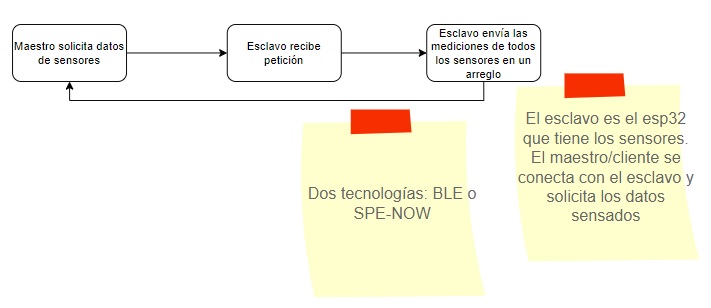 Maestro solicita datos
de sensores
Esclavo recibe
petición
Esclavo envía las
mediciones de todos
los sensores en un
arreglo
Dos tecnologías: BLE o
SPE-NOW
El esclavo es el esp32
que tiene los sensores.
El maestro/cliente se
conecta con el esclavo y
solicita los datos
sensados